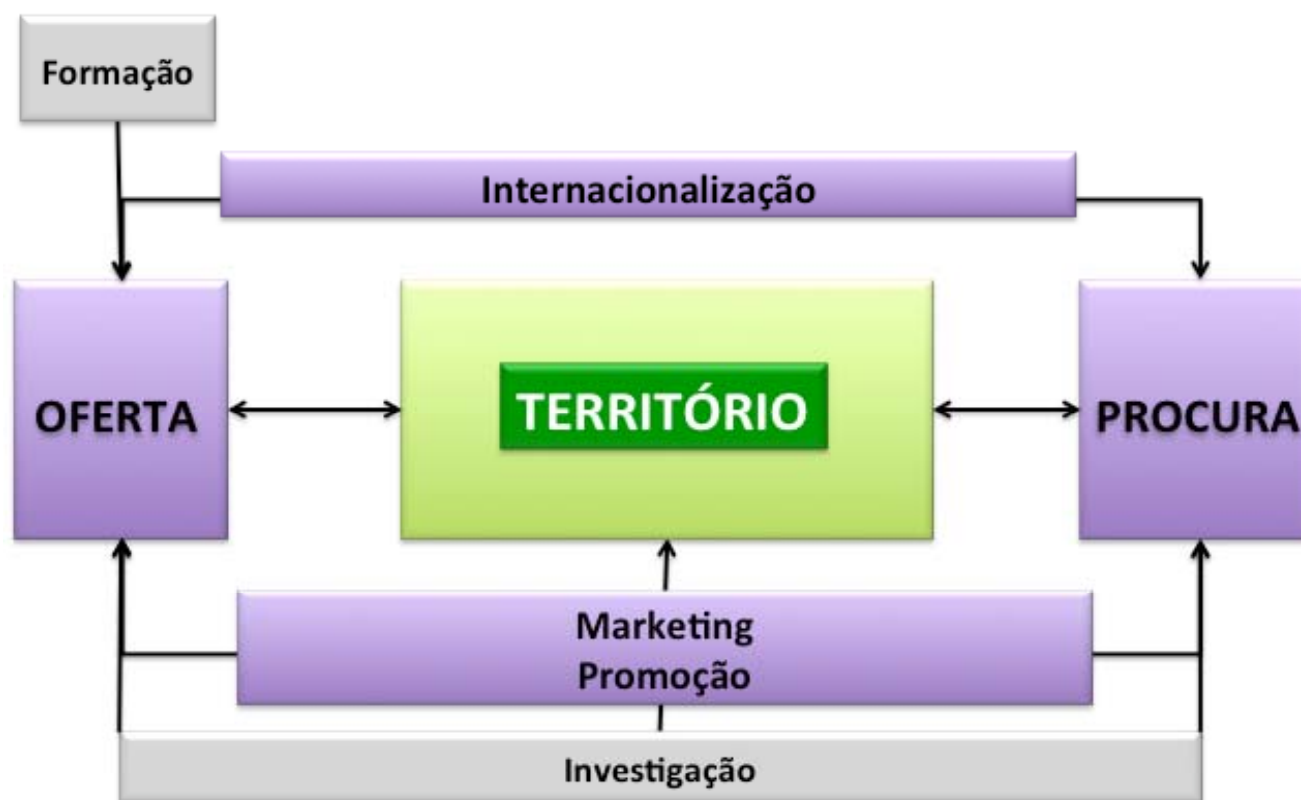 Formação
Internacionalização
OFERTA
TERRITÓRIO
PROCURA
Marketing
Promoção
Investigação